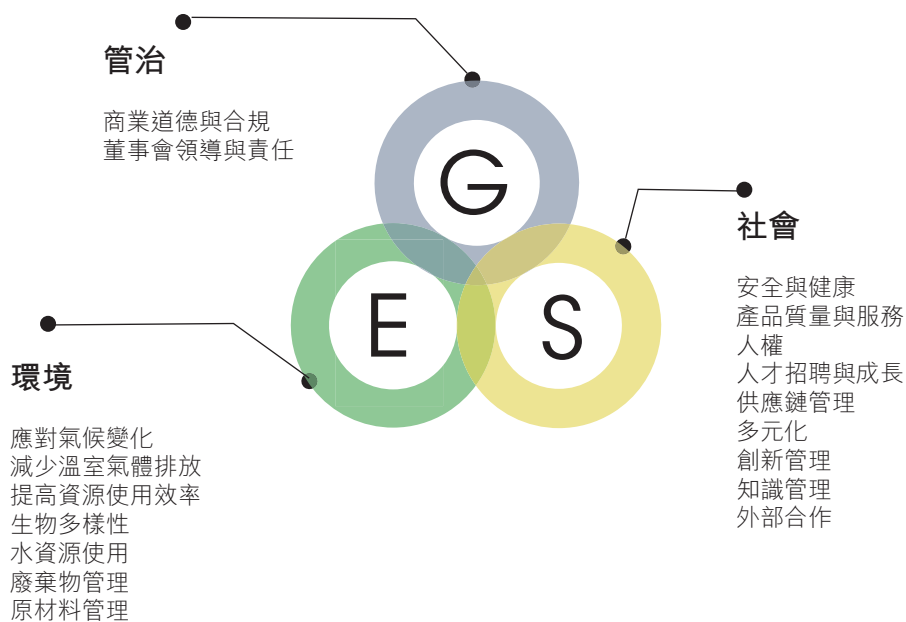 管治
商業道德與合規
董事會領導與責任
G
E
S
社會
安全與健康
產品質量與服務
人權
人才招聘與成長
供應鏈管理
多元化
創新管理
知識管理
外部合作
環境
應對氣候變化
減少溫室氣體排放
提高資源使用效率
生物多樣性
水資源使用
廢棄物管理
原材料管理